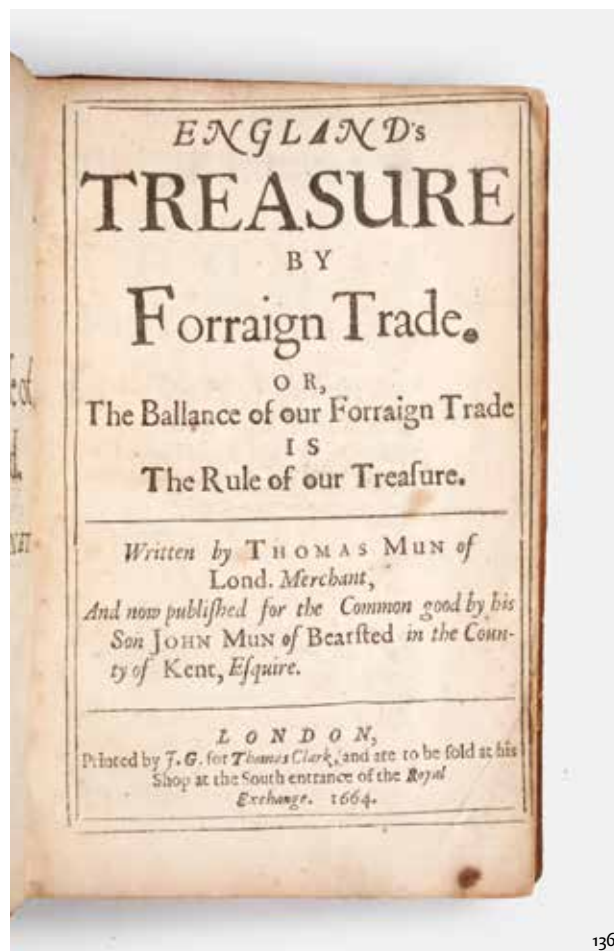 ENGLAND's
TREASURE
BY
Forraign Trade.
OR,
The Ballance of our Forraign Trade
IS
The Rule of our Treaſure.
Written by THOMAS MUN of
Lond. Merchant,
And now publiſhed for the Common good by his
Son JOHN MUN of Bearſted in the Coun-
ty of Kent, Eſquire.
LONDON,
Printed by J. G. for Thomas Clark, and are to be ſold at his
Shop at the South entrance of the Royal
Exchange. 1664.
136